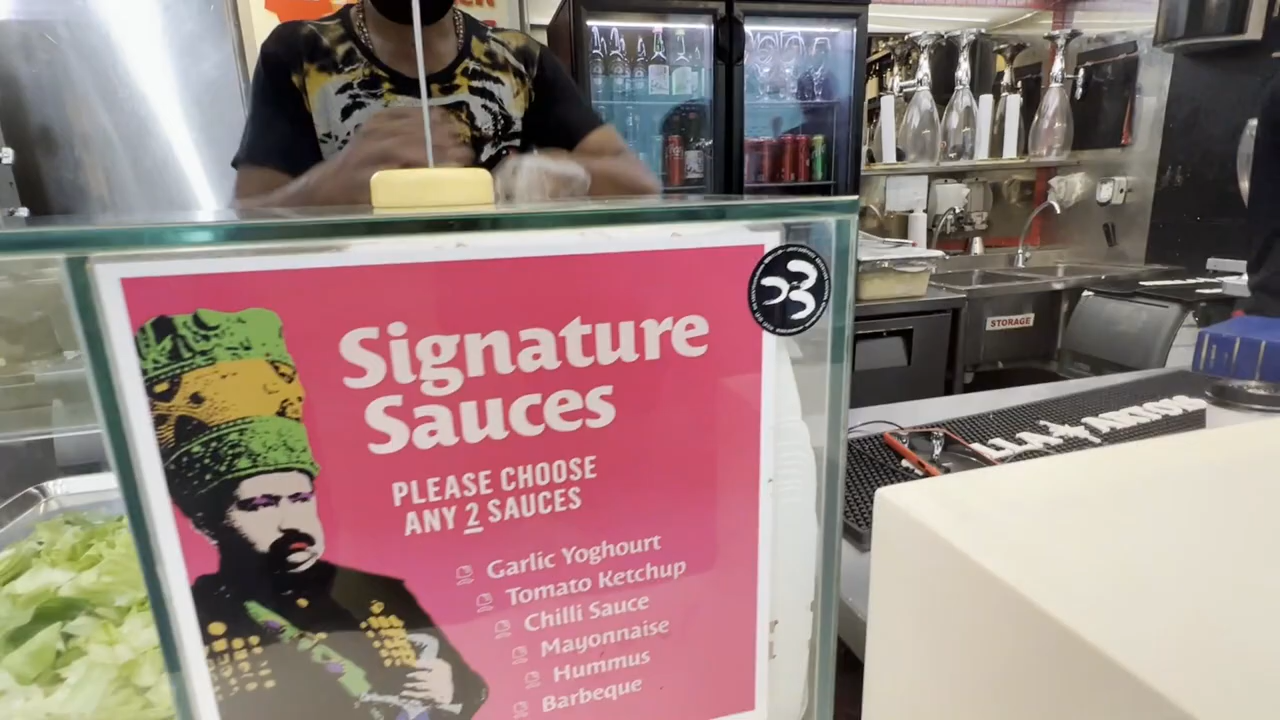 Signature
Sauces
PLEASE CHOOSE
ANY 2 SAUCES
Garlic Yoghourt
Tomato Ketchup
Chilli Sauce
Mayonnaise
Hummus
Barbeque
STORAGE